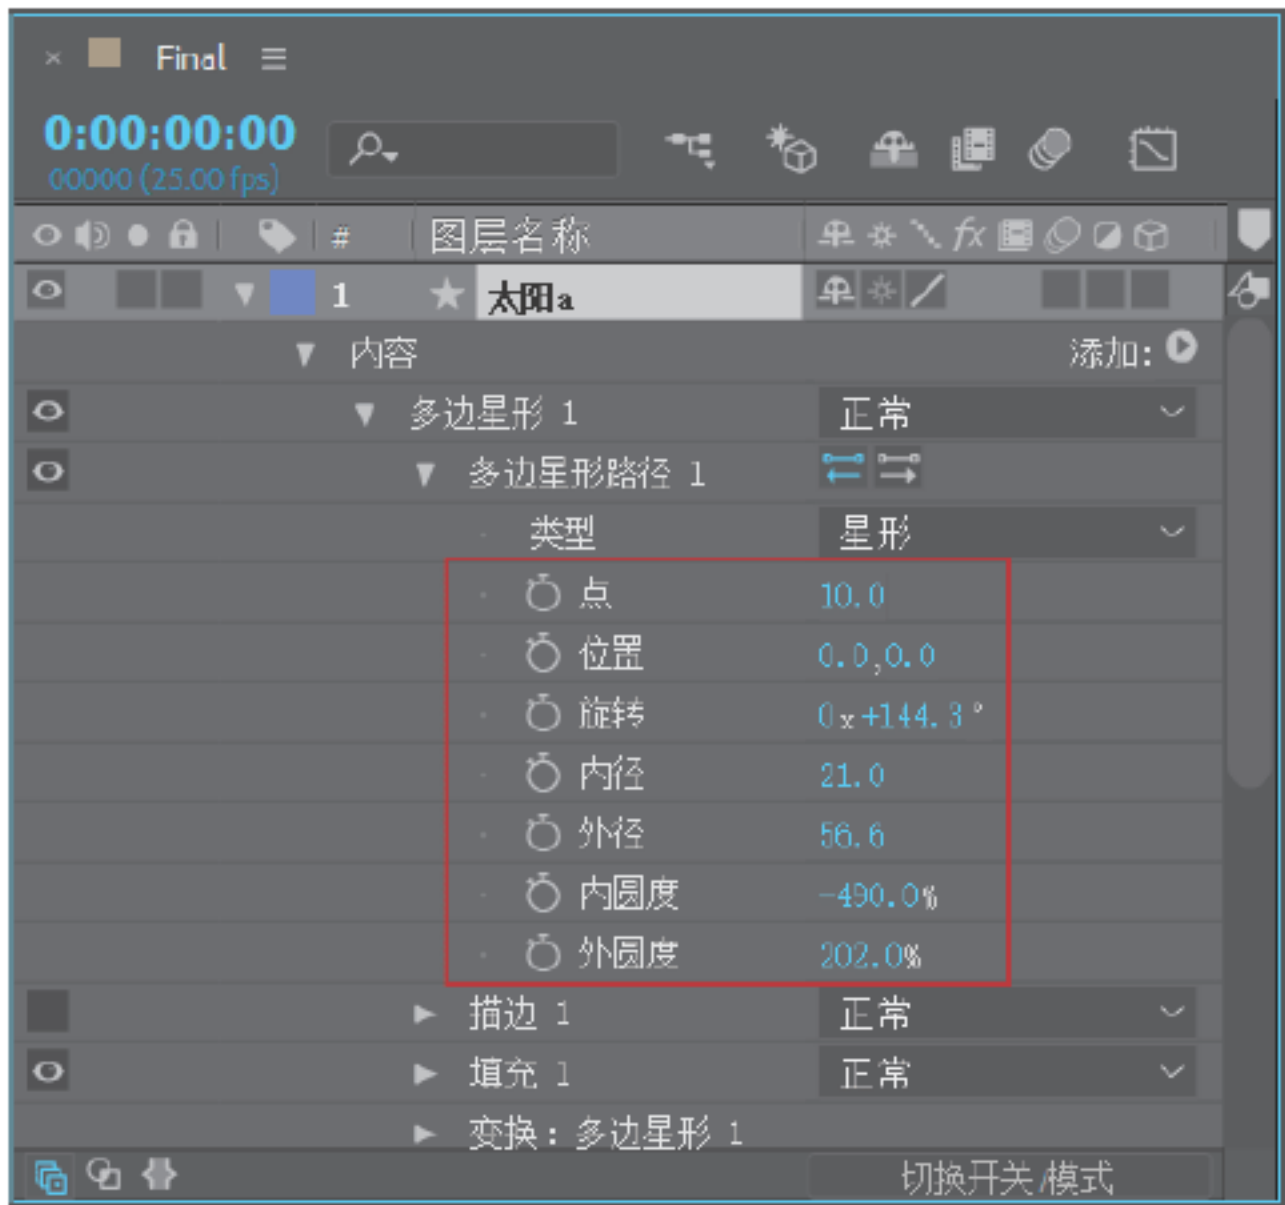 Final
0:00:00:00
00000 (25.00 fps)
# 图层名称 fx
1 太阳a
内容 添加:
多边星形 1 正常
多边星形路径 1
类型 星形
点 10.0
位置 0.0,0.0
旋转 0x+144.3°
内径 21.0
外径 56.6
内圆度 -490.0%
外圆度 202.0%
描边 1 正常
填充 1 正常
变换：多边星形 1
切换开关/模式